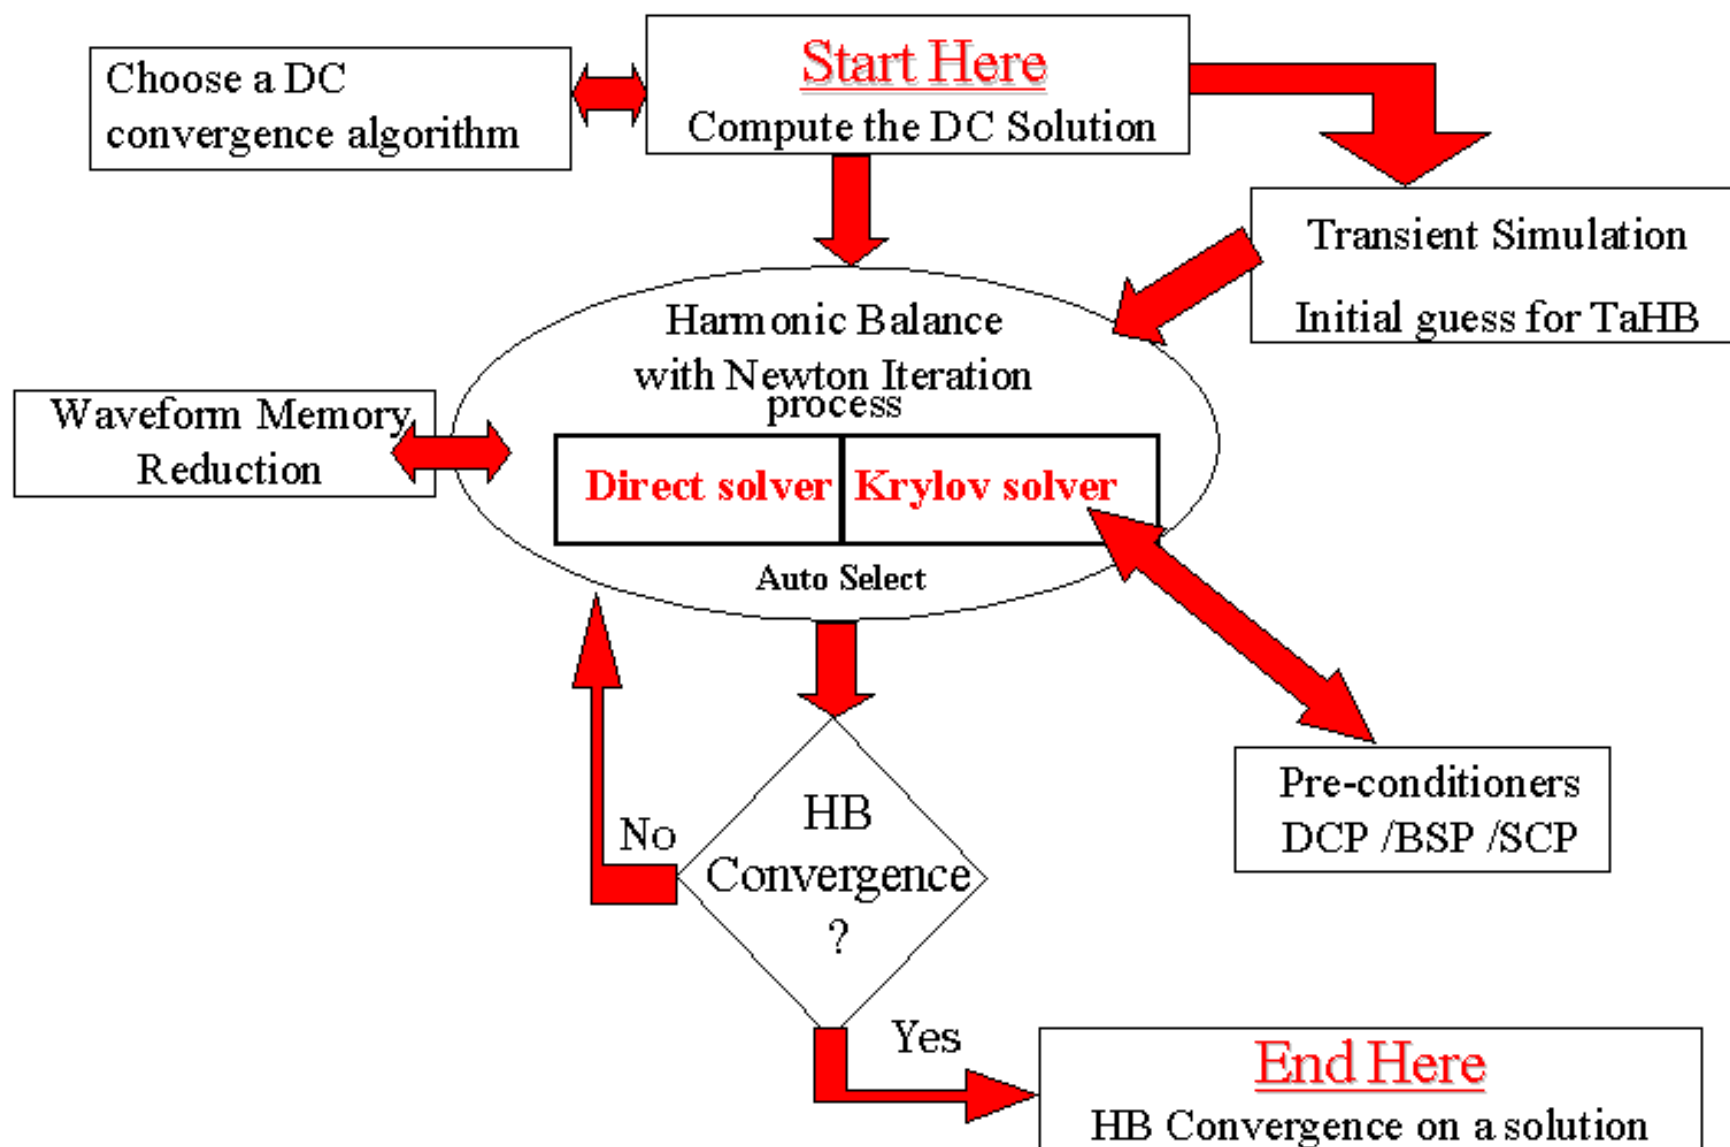 Start Here
Compute the DC Solution
Choose a DC
convergence algorithm
Transient Simulation
Initial guess for TaHB
Harmonic Balance
with Newton Iteration
process
Waveform Memory
Reduction
Direct solver
Krylov solver
Auto Select
Pre-conditioners
DCP /BSP /SCP
HB
Convergence
?
No
Yes
End Here
HB Convergence on a solution